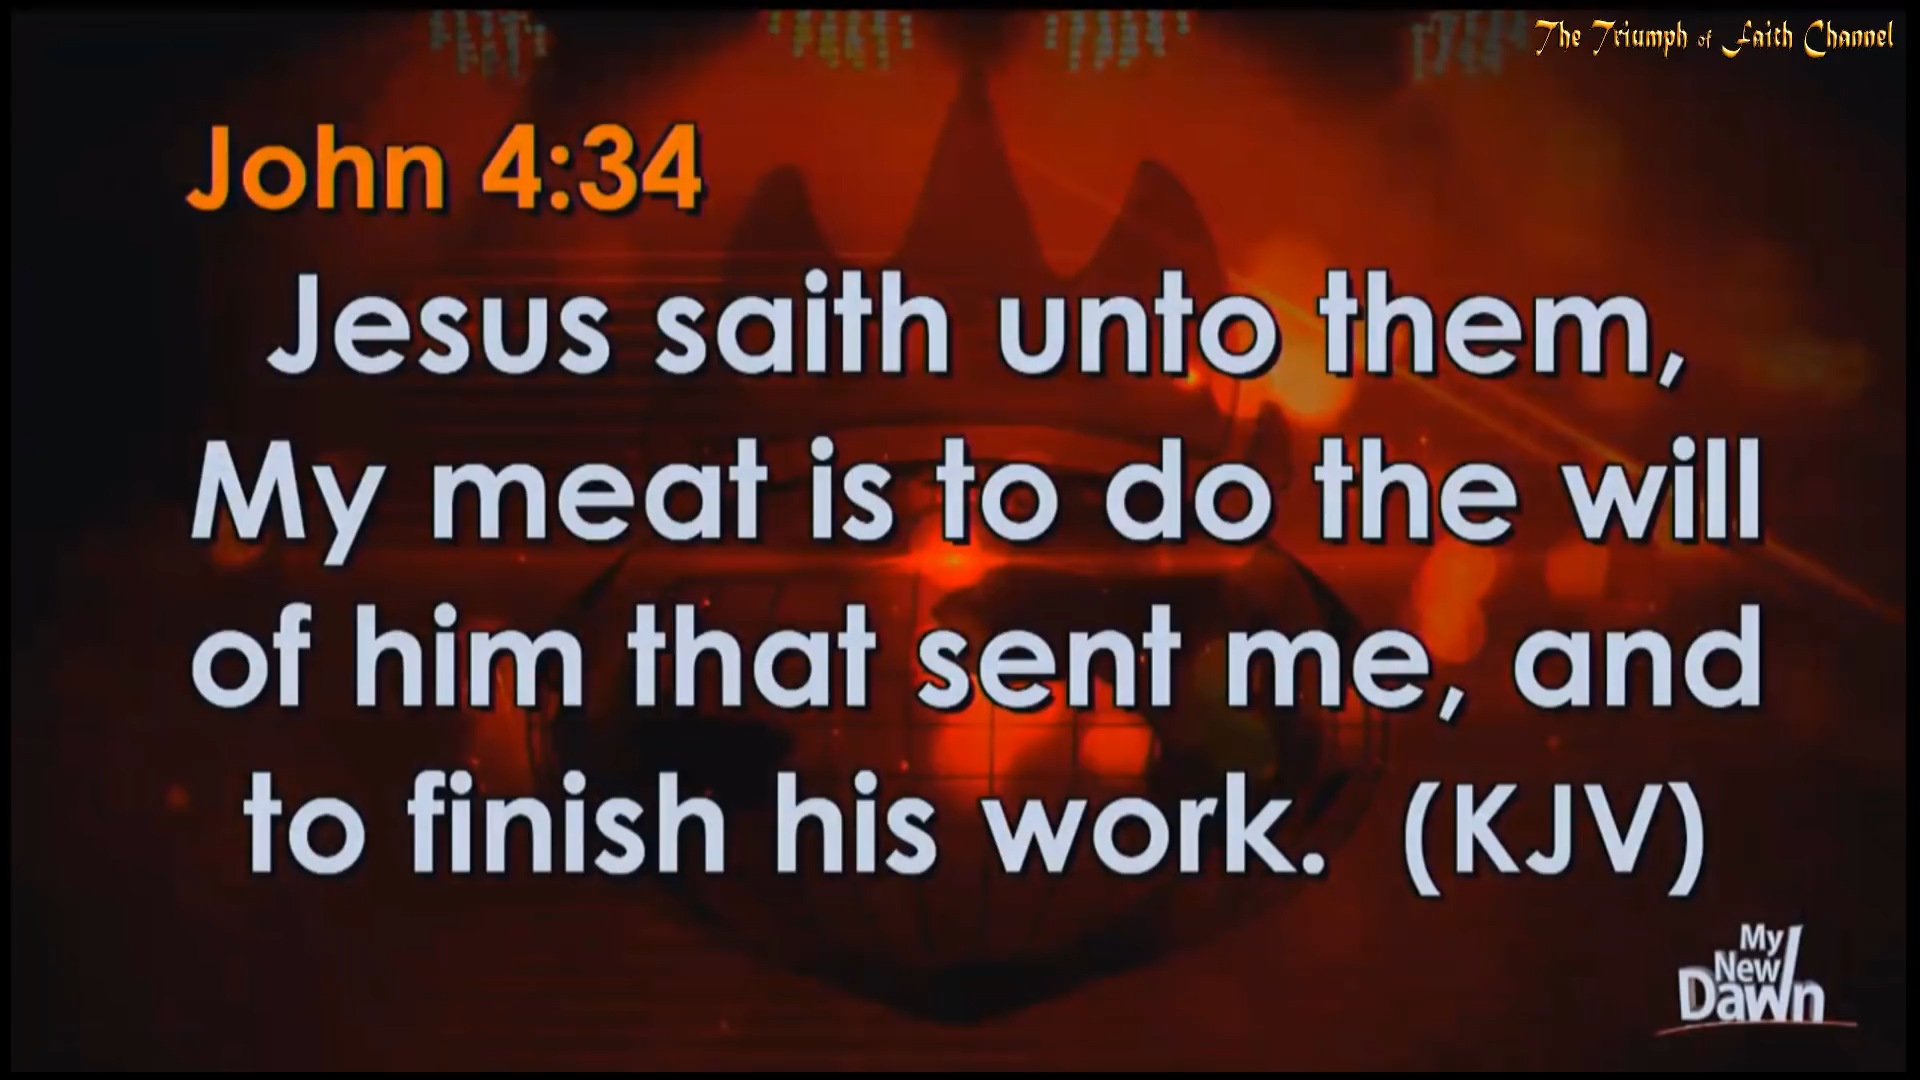 The Triumph of Faith Channel
John 4:34
Jesus saith unto them,
My meat is to do the will
of him that sent me, and
to finish his work. (KJV)
My
New
Dawn